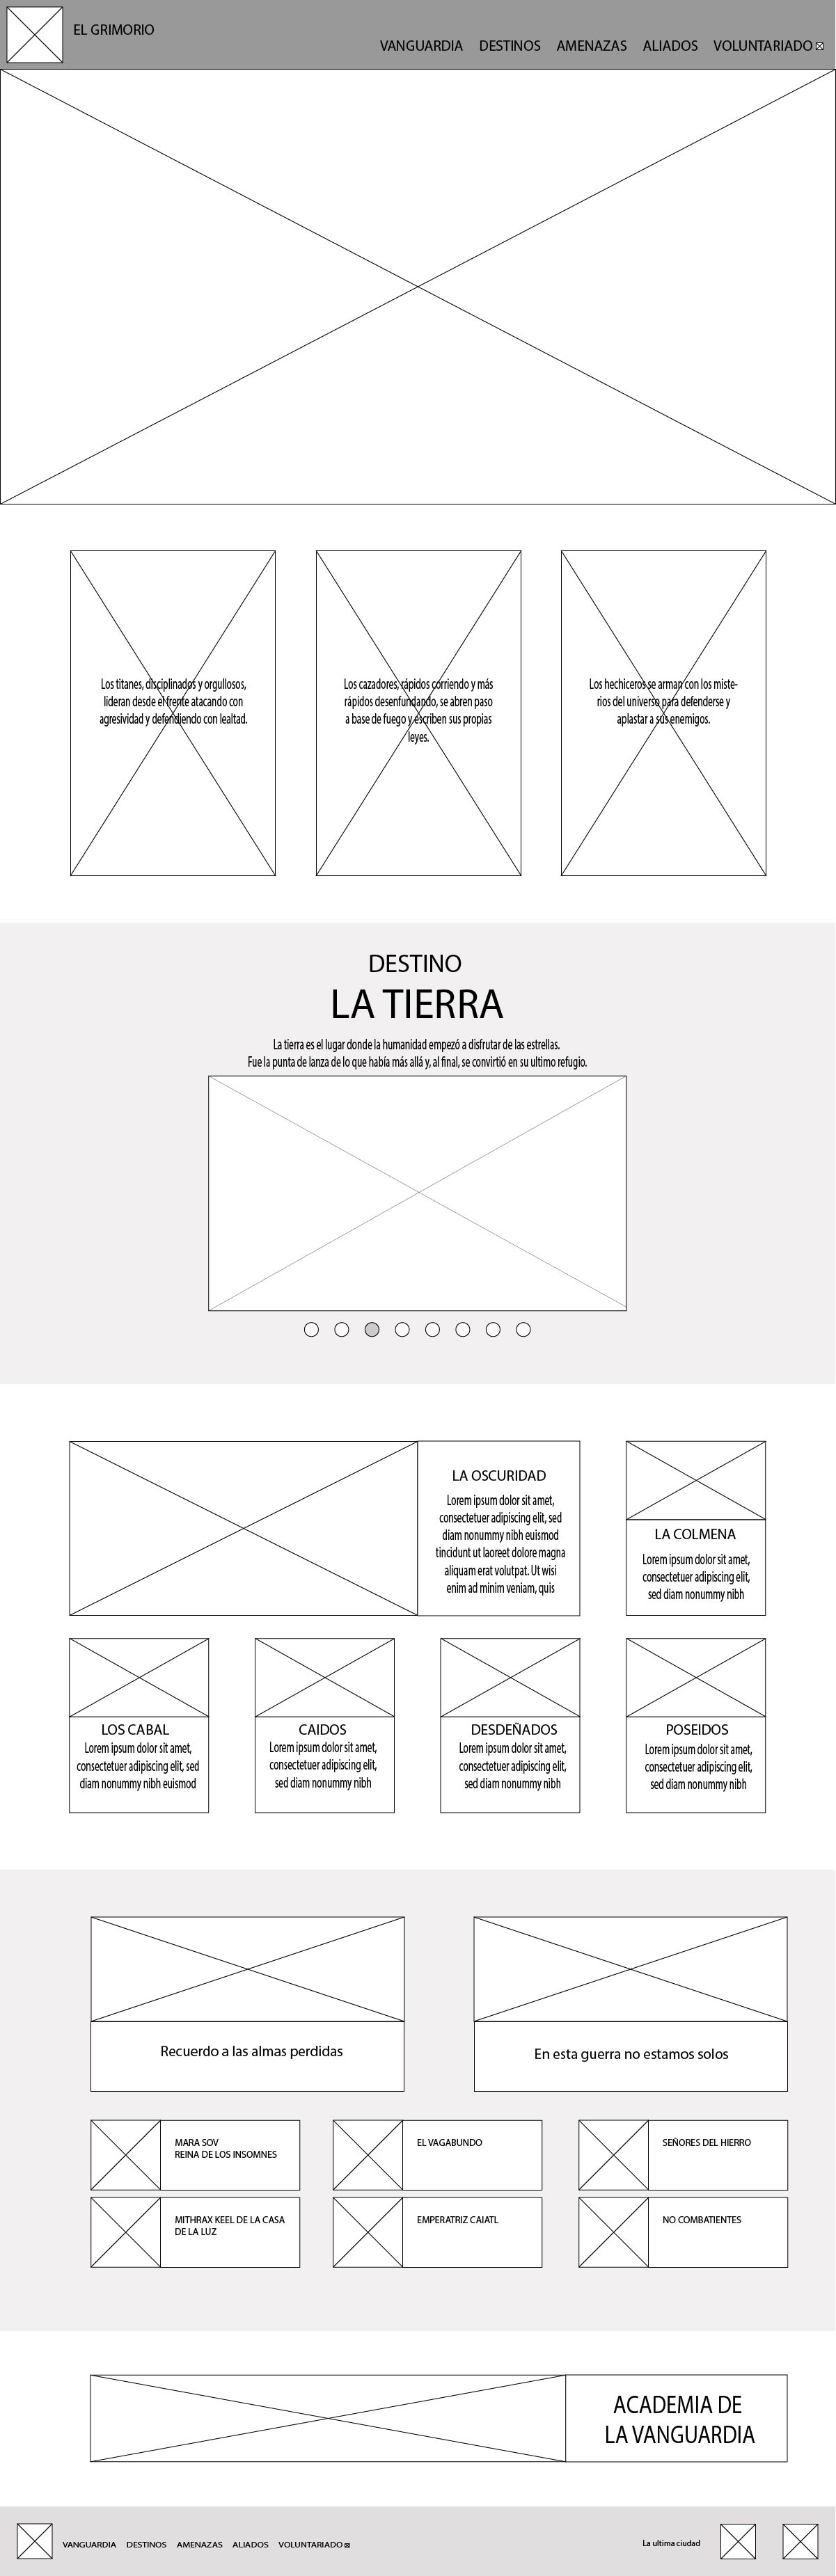 EL GRIMORIO
VANGUARDIA DESTINOS AMENAZAS ALIADOS VOLUNTARIADO
Los titanes, disciplinados y orgullosos,
lideran desde el frente atacando con
agresividad y defendiendo con lealtad.
Los cazadores, rápidos corriendo y más
rápidos desenfundando, se abren paso
a base de fuego y escriben sus propias
leyes.
Los hechiceros se arman con los miste-
rios del universo para defenderse y
aplastar a sus enemigos.
DESTINO
LA TIERRA
La tierra es el lugar donde la humanidad empezó a disfrutar de las estrellas.
Fue la punta de lanza de lo que había más allá y, al final, se convirtió en su ultimo refugio.
LA OSCURIDAD
Lorem ipsum dolor sit amet,
consectetuer adipiscing elit, sed
diam nonummy nibh euismod
tincidunt ut laoreet dolore magna
aliquam erat volutpat. Ut wisi
enim ad minim veniam, quis
LA COLMENA
Lorem ipsum dolor sit amet,
consectetuer adipiscing elit,
sed diam nonummy nibh
LOS CABAL
Lorem ipsum dolor sit amet,
consectetuer adipiscing elit, sed
diam nonummy nibh euismod
CAIDOS
Lorem ipsum dolor sit amet,
consectetuer adipiscing elit,
sed diam nonummy nibh
DESDEÑADOS
Lorem ipsum dolor sit amet,
consectetuer adipiscing elit,
sed diam nonummy nibh
POSEIDOS
Lorem ipsum dolor sit amet,
consectetuer adipiscing elit,
sed diam nonummy nibh
Recuerdo a las almas perdidas
En esta guerra no estamos solos
MARA SOV
REINA DE LOS INSOMNES
EL VAGABUNDO
SEÑORES DEL HIERRO
MITHRAX KEEL DE LA CASA
DE LA LUZ
EMPERATRIZ CAIATL
NO COMBATIENTES
ACADEMIA DE
LA VANGUARDIA
VANGUARDIA DESTINOS AMENAZAS ALIADOS VOLUNTARIADO
La ultima ciudad